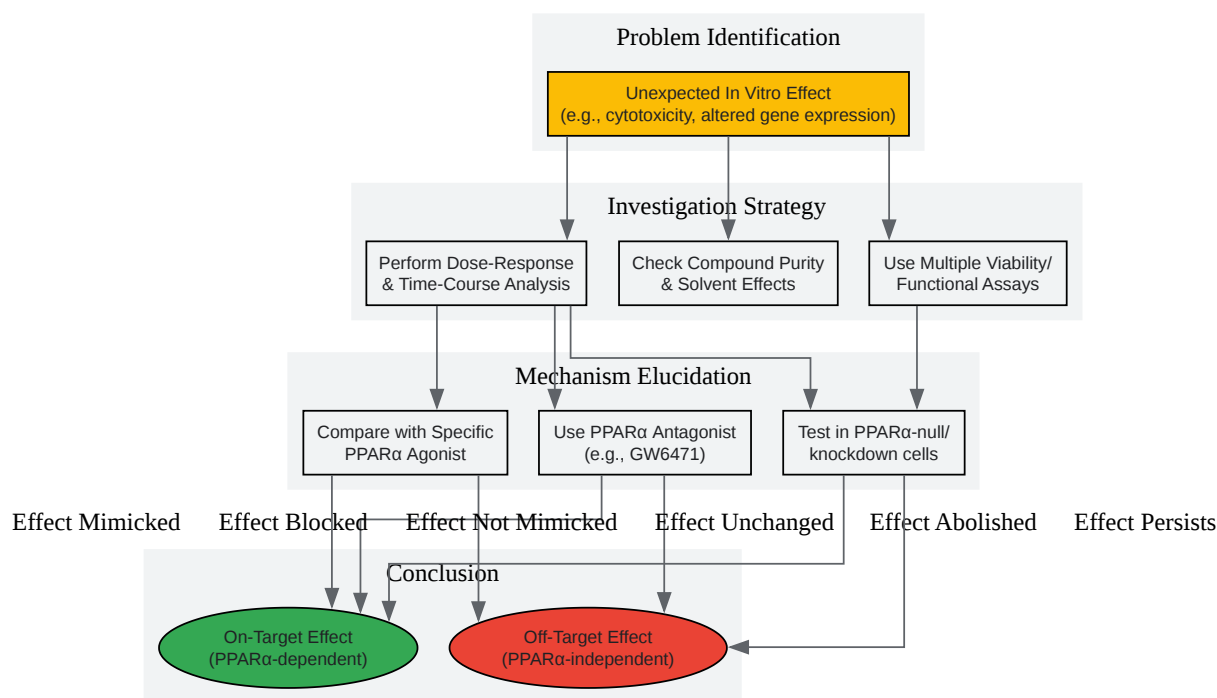 Problem Identification
Unexpected In Vitro Effect
(e.g., cytotoxicity, altered gene expression)
Investigation Strategy
Perform Dose-Response
& Time-Course Analysis
Check Compound Purity
& Solvent Effects
Use Multiple Viability/
Functional Assays
Mechanism Elucidation
Compare with Specific
PPARα Agonist
Use PPARα Antagonist
(e.g., GW6471)
Test in PPARα-null/
knockdown cells
Effect Mimicked
Effect Blocked
Effect Not Mimicked
Effect Unchanged
Effect Abolished
Effect Persists
Conclusion
On-Target Effect
(PPARα-dependent)
Off-Target Effect
(PPARα-independent)